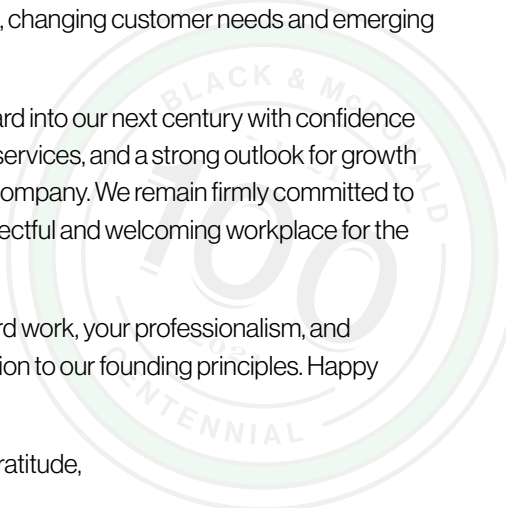 , changing customer needs and emerging
BLACK & McDONALD
ard into our next century with confidence
services, and a strong outlook for growth
ompany. We remain firmly committed to
100
ectful and welcoming workplace for the
rd work, your professionalism, and
ion to our founding principles. Happy
CENTENNIAL
ratitude,